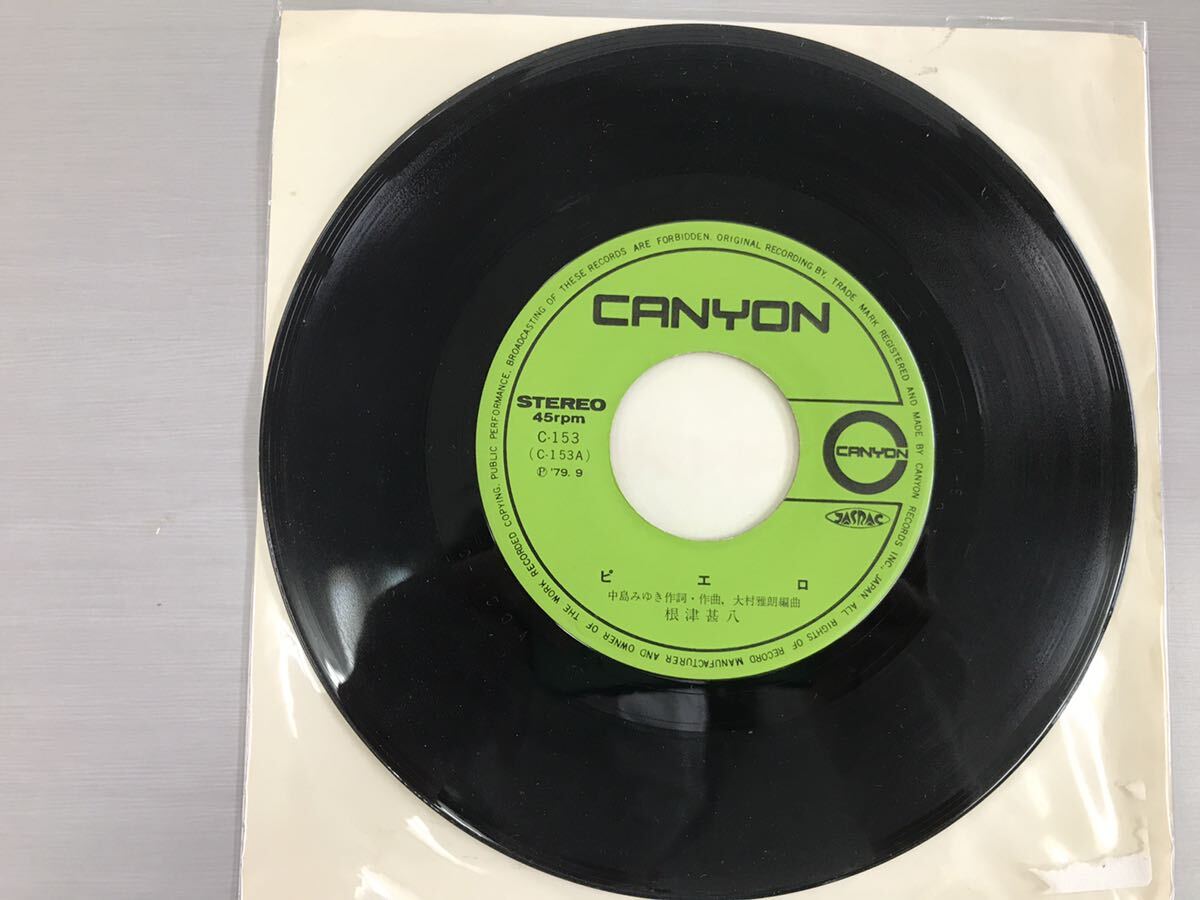 CANYON
STEREO
45rpm
C-153
(C-153A)
Ⓟ '79. 9
CANYON
JASRAC
ピエロ
中島みゆき作詞・作曲、大村雅朗編曲
根津甚八
ORIGINAL RECORDING BY, TRADE MARK REGISTERED AND MADE BY CANYON RECORDS INC., JAPAN ALL RIGHTS OF RECORD MANUFACTURER AND OWNER OF THE WORK RECORDED COPYING, PUBLIC PERFORMANCE, BROADCASTING OF THESE RECORDS ARE FORBIDDEN.